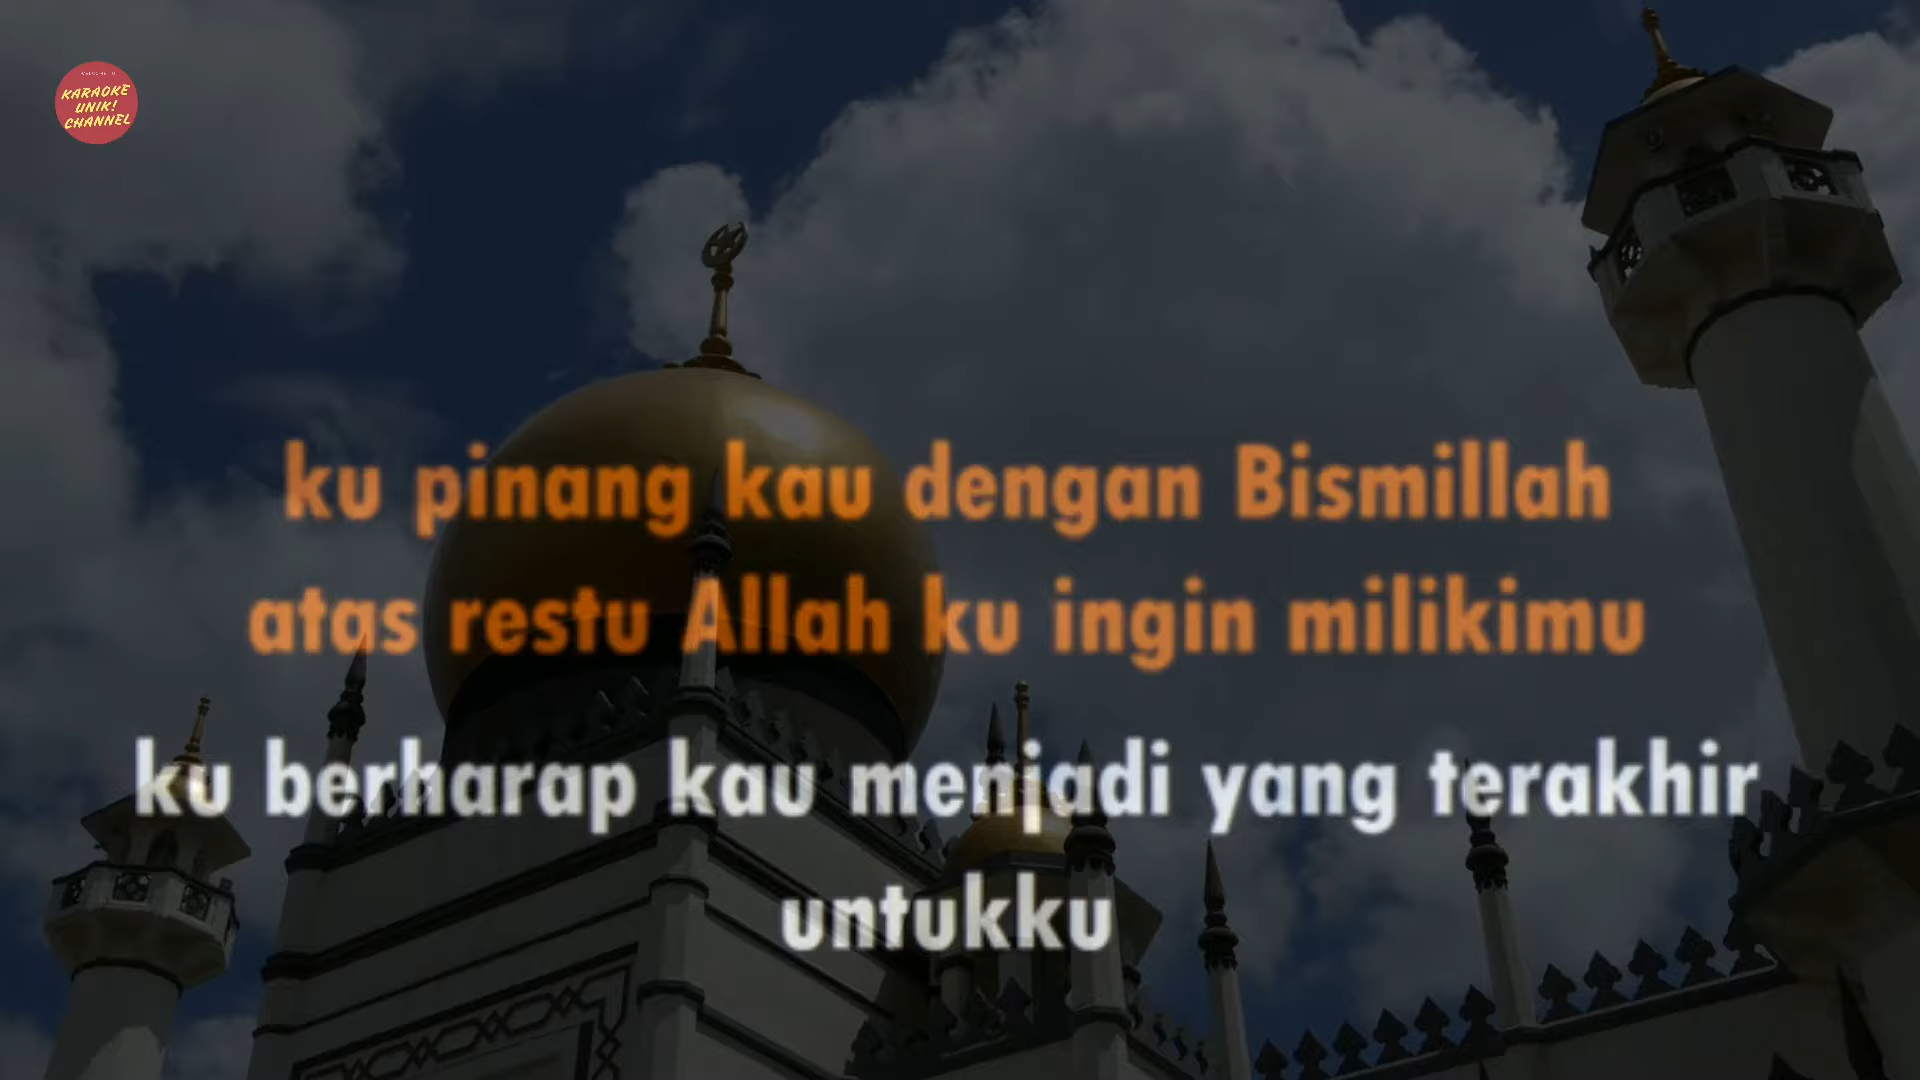 KARAOKE
UNIK!
CHANNEL
ku pinang kau dengan Bismillah
atas restu Allah ku ingin milikimu
ku berharap kau menjadi yang terakhir
untukku